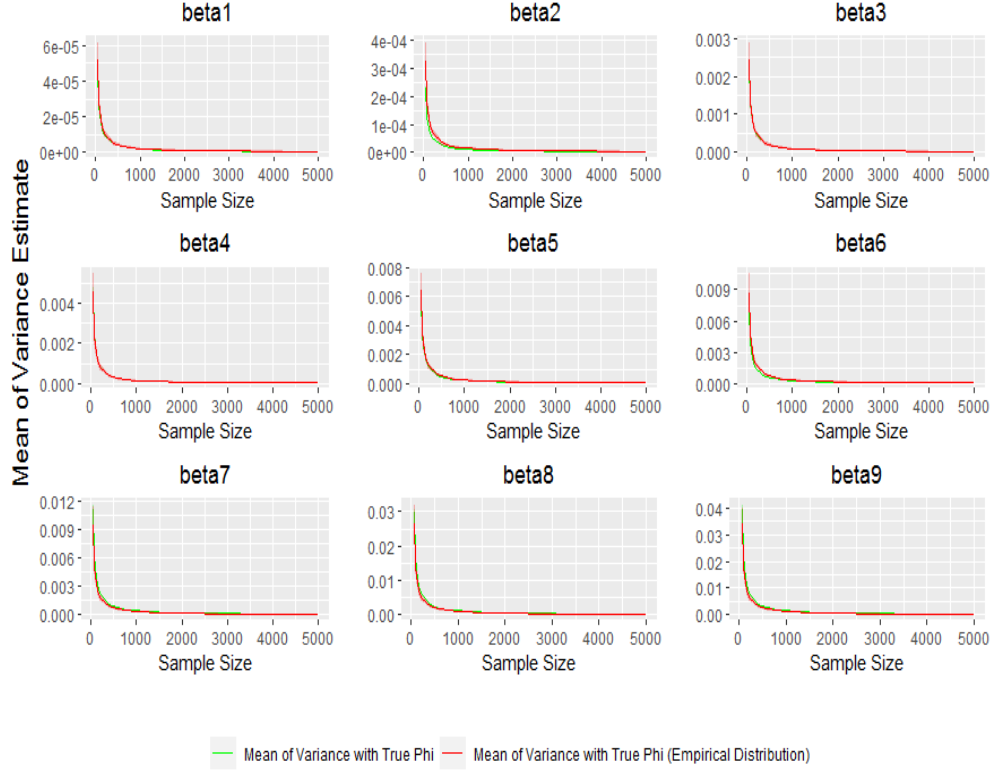 beta1 beta2 beta3
6e-05
4e-05
2e-05
0e+00
0 1000 2000 3000 4000 5000
Sample Size
4e-04
3e-04
2e-04
1e-04
0e+00
0 1000 2000 3000 4000 5000
Sample Size
0.003
0.002
0.001
0.000
0 1000 2000 3000 4000 5000
Sample Size
Mean of Variance Estimate
beta4 beta5 beta6
0.004
0.002
0.000
0 1000 2000 3000 4000 5000
Sample Size
0.008
0.006
0.004
0.002
0.000
0 1000 2000 3000 4000 5000
Sample Size
0.009
0.006
0.003
0.000
0 1000 2000 3000 4000 5000
Sample Size
beta7 beta8 beta9
0.012
0.009
0.006
0.003
0.000
0 1000 2000 3000 4000 5000
Sample Size
0.03
0.02
0.01
0.00
0 1000 2000 3000 4000 5000
Sample Size
0.04
0.03
0.02
0.01
0.00
0 1000 2000 3000 4000 5000
Sample Size
Mean of Variance with True Phi Mean of Variance with True Phi (Empirical Distribution)